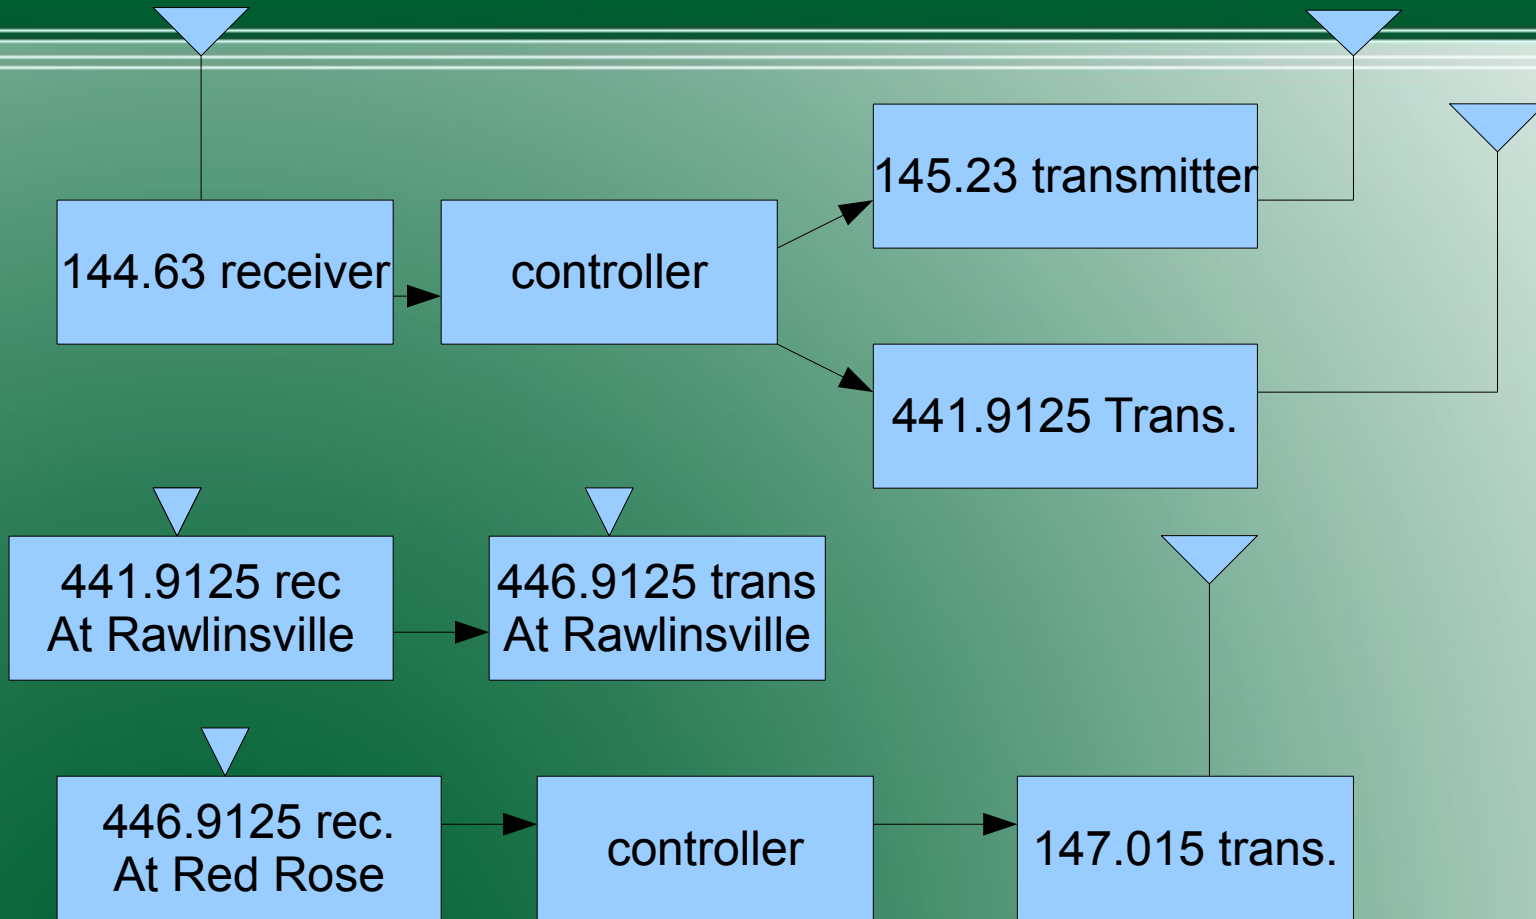 145.23 transmitter
144.63 receiver
controller
441.9125 Trans.
441.9125 rec
At Rawlinsville
446.9125 trans
At Rawlinsville
446.9125 rec.
At Red Rose
controller
147.015 trans.